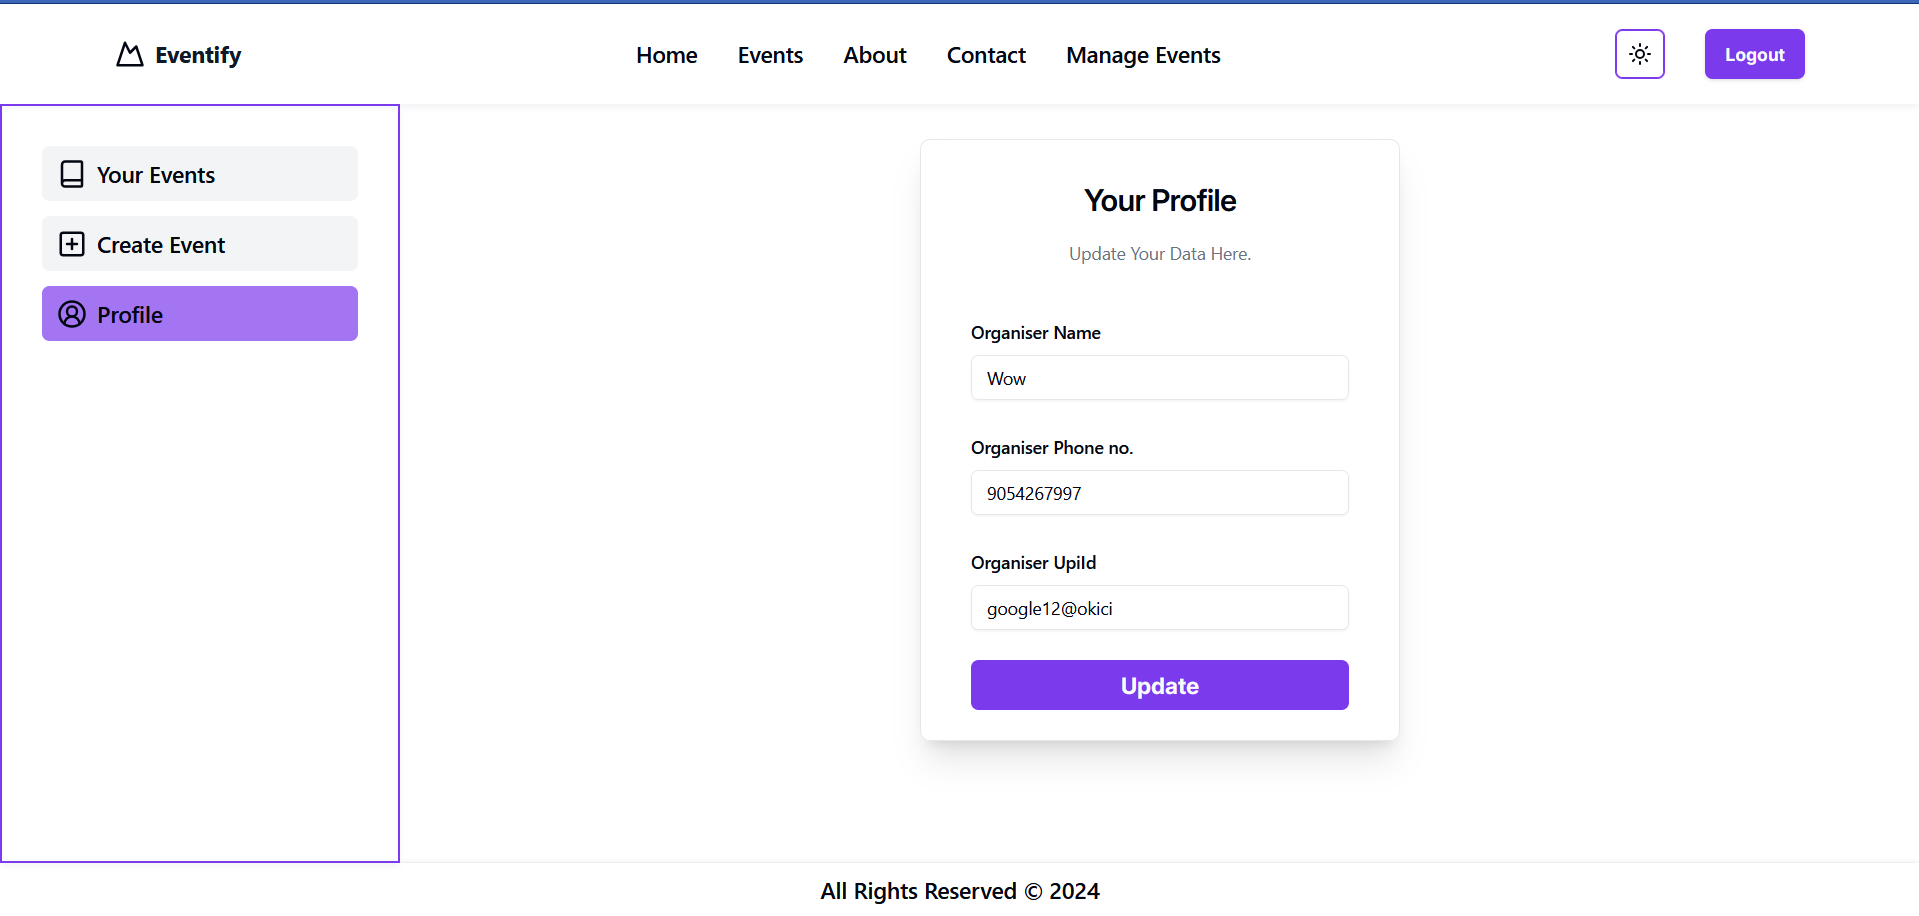 Eventify
Home Events About Contact Manage Events
Logout
Your Events
Create Event
Profile
Your Profile
Update Your Data Here.
Organiser Name
Wow
Organiser Phone no.
9054267997
Organiser UpiId
google12@okici
Update
All Rights Reserved © 2024